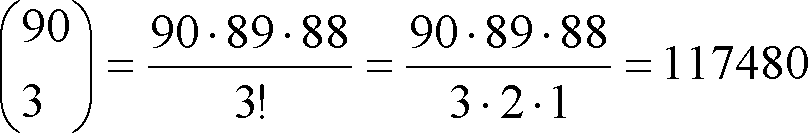 (90 3) = 90·89·88 / 3! = 90·89·88 / 3·2·1 = 117480